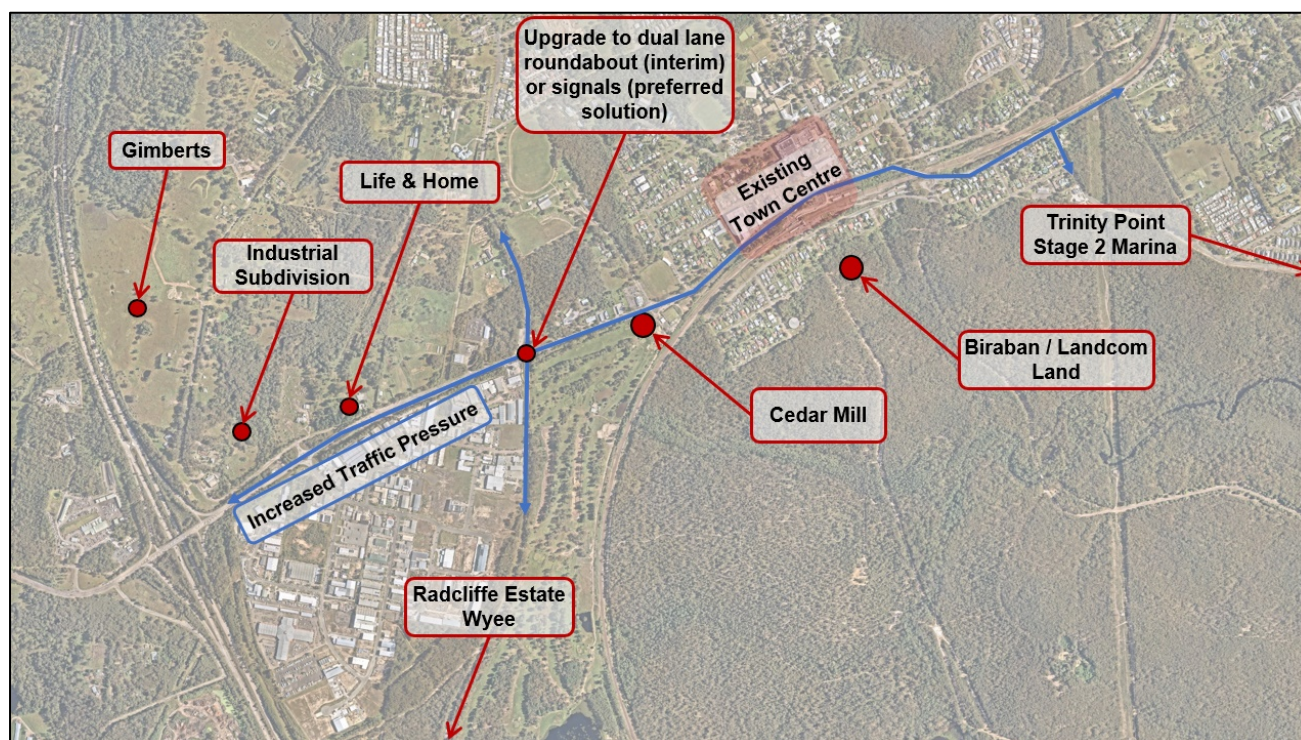 Upgrade to dual lane
roundabout (interim)
or signals (preferred
solution)
Gimberts
Life & Home
Industrial
Subdivision
Existing
Town Centre
Trinity Point
Stage 2 Marina
Biraban / Landcom
Land
Cedar Mill
Increased Traffic Pressure
Radcliffe Estate
Wyee